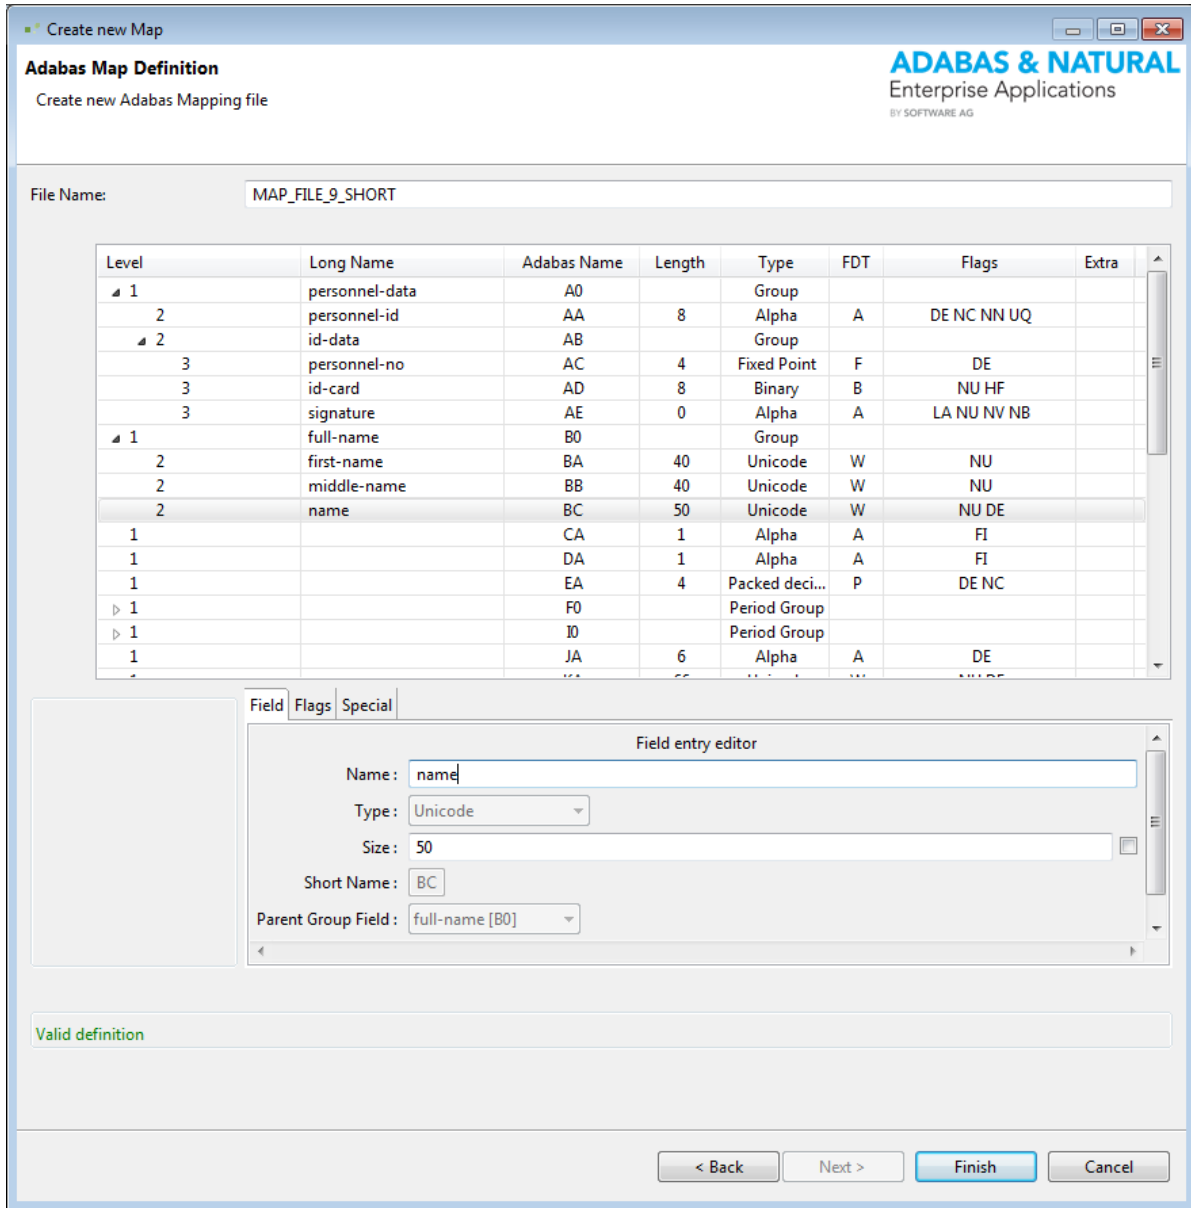 Create new Map
Adabas Map Definition
Create new Adabas Mapping file
ADABAS & NATURAL
Enterprise Applications
BY SOFTWARE AG
File Name: MAP_FILE_9_SHORT
Level Long Name Adabas Name Length Type FDT Flags Extra
1 personnel-data A0 Group
2 personnel-id AA 8 Alpha A DE NC NN UQ
2 id-data AB Group
3 personnel-no AC 4 Fixed Point F DE
3 id-card AD 8 Binary B NU HF
3 signature AE 0 Alpha A LA NU NV NB
1 full-name B0 Group
2 first-name BA 40 Unicode W NU
2 middle-name BB 40 Unicode W NU
2 name BC 50 Unicode W NU DE
1 CA 1 Alpha A FI
1 DA 1 Alpha A FI
1 EA 4 Packed deci... P DE NC
1 F0 Period Group
1 I0 Period Group
1 JA 6 Alpha A DE
Field Flags Special
Field entry editor
Name : name
Type : Unicode
Size : 50
Short Name : BC
Parent Group Field : full-name [B0]
Valid definition
< Back Next > Finish Cancel